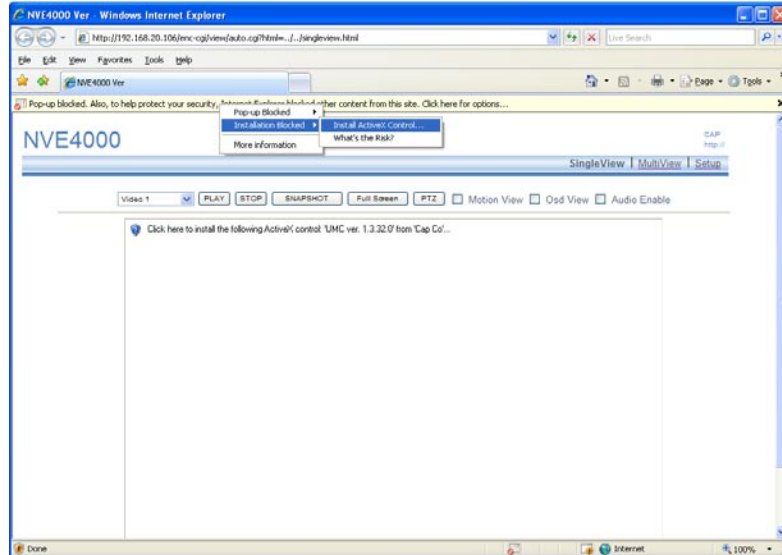 NVE4000 Ver - Windows Internet Explorer
http://192.168.20.106/enc-cgi/view/auto.cgi?html=../../singleview.html
Live Search
File Edit View Favorites Tools Help
NVE4000 Ver
Page Tools
Pop-up blocked. Also, to help protect your security, Internet Explorer blocked other content from this site. Click here for options...
Pop-up Blocked
Installation Blocked
Install ActiveX Control...
What's the Risk?
More information
NVE4000
CAP
http://
SingleView | MultiView | Setup
Video 1 PLAY STOP SNAPSHOT Full Screen PTZ Motion View Osd View Audio Enable
Click here to install the following ActiveX control: 'UMC ver. 1.3.32.0' from 'Cap Co'...
Done
Internet
100%